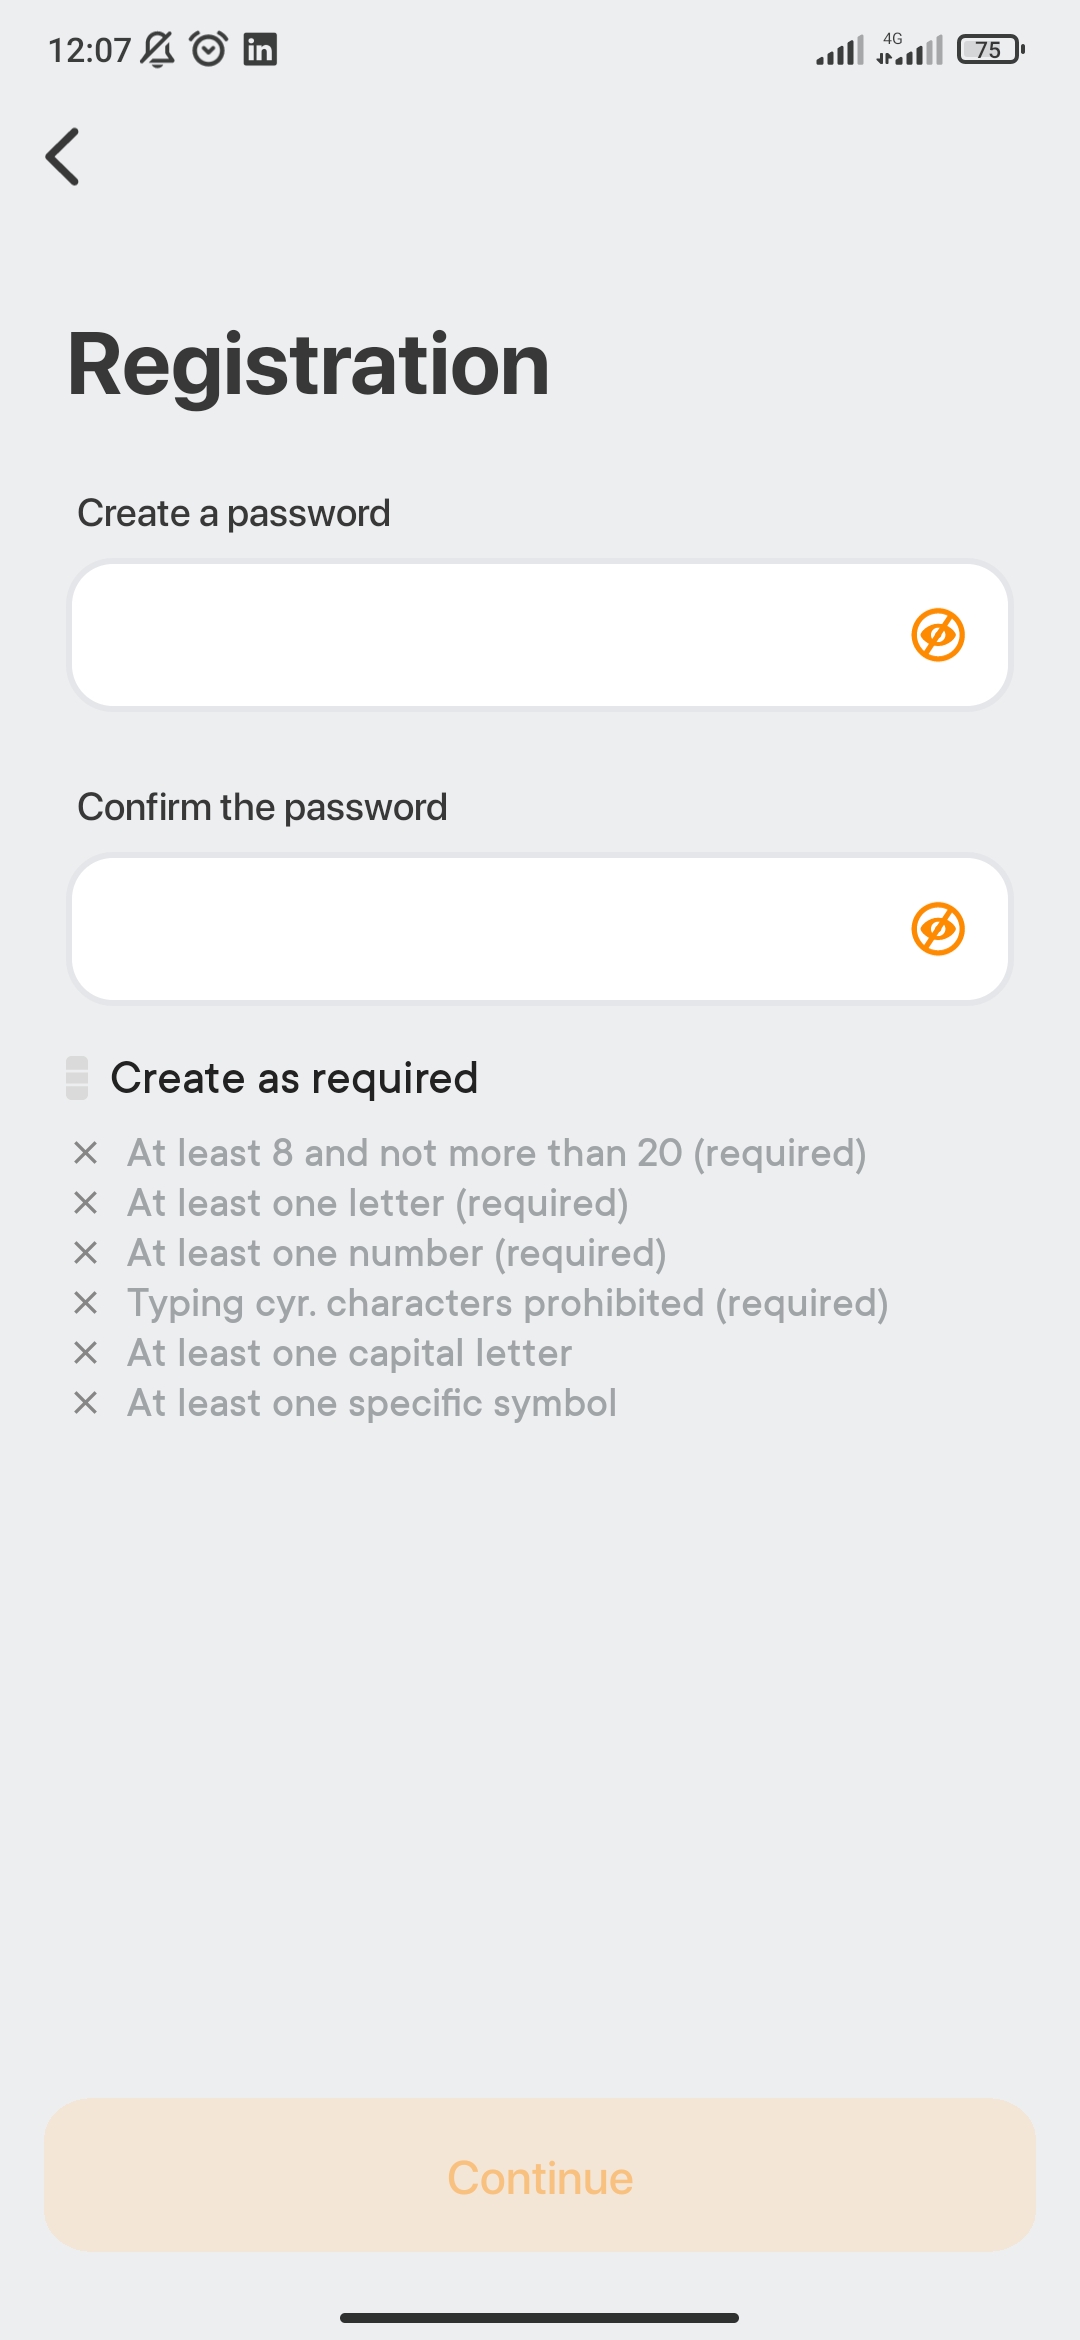 12:07
4G
75
Registration
Create a password
Confirm the password
Create as required
At least 8 and not more than 20 (required)
At least one letter (required)
At least one number (required)
Typing cyr. characters prohibited (required)
At least one capital letter
At least one specific symbol
Continue